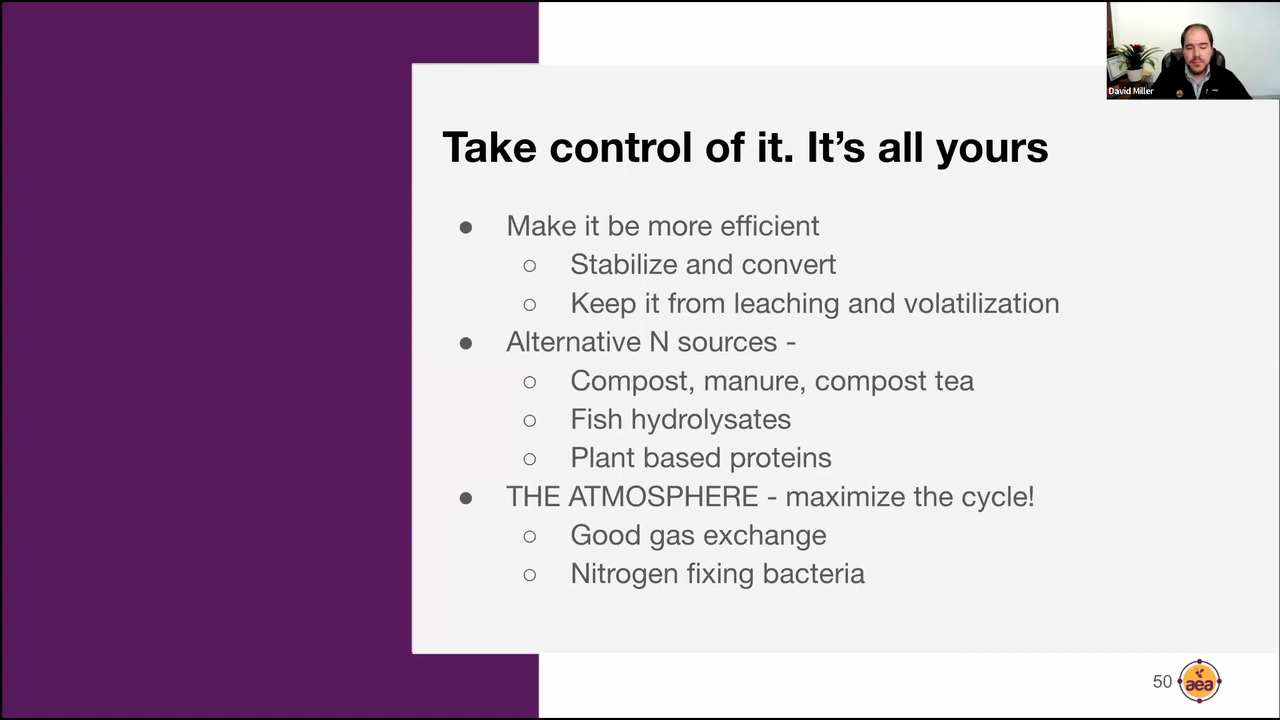 David Miller
Take control of it. It's all yours
● Make it be more efficient
○ Stabilize and convert
○ Keep it from leaching and volatilization
● Alternative N sources -
○ Compost, manure, compost tea
○ Fish hydrolysates
○ Plant based proteins
● THE ATMOSPHERE - maximize the cycle!
○ Good gas exchange
○ Nitrogen fixing bacteria
50
aea